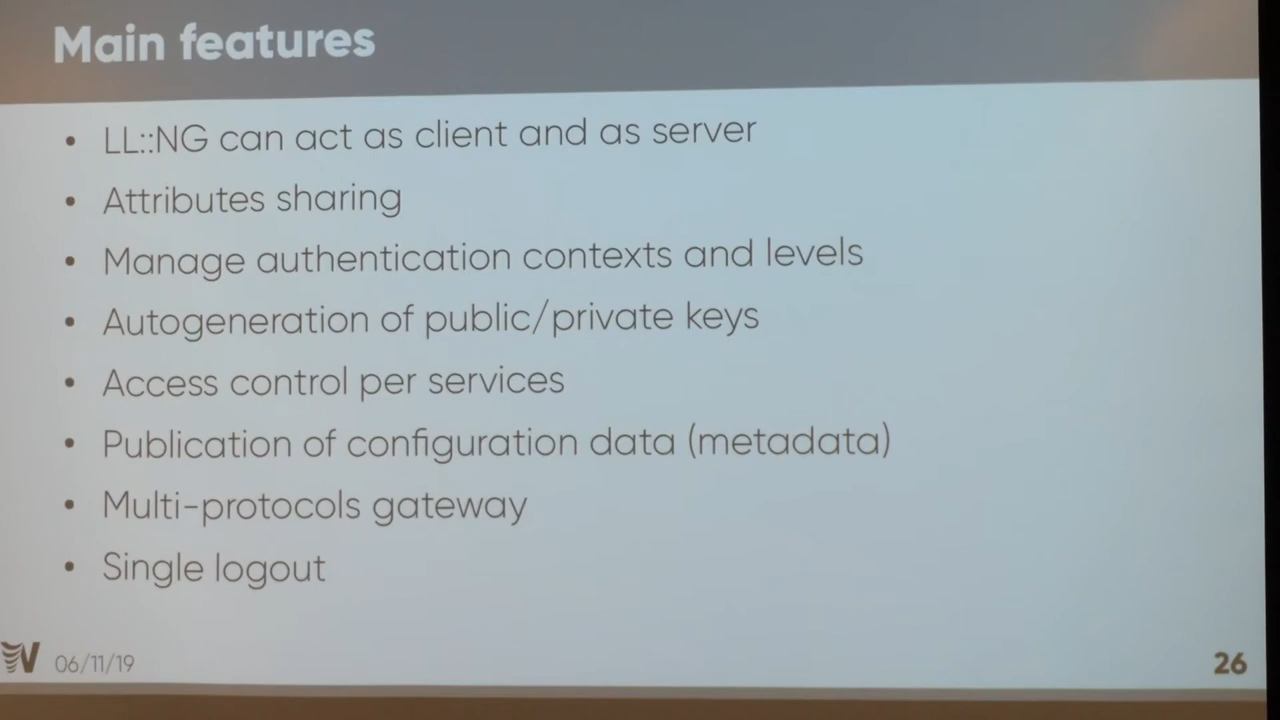 Main features
• LL::NG can act as client and as server
• Attributes sharing
• Manage authentication contexts and levels
• Autogeneration of public/private keys
• Access control per services
• Publication of configuration data (metadata)
• Multi-protocols gateway
• Single logout
06/11/19
26